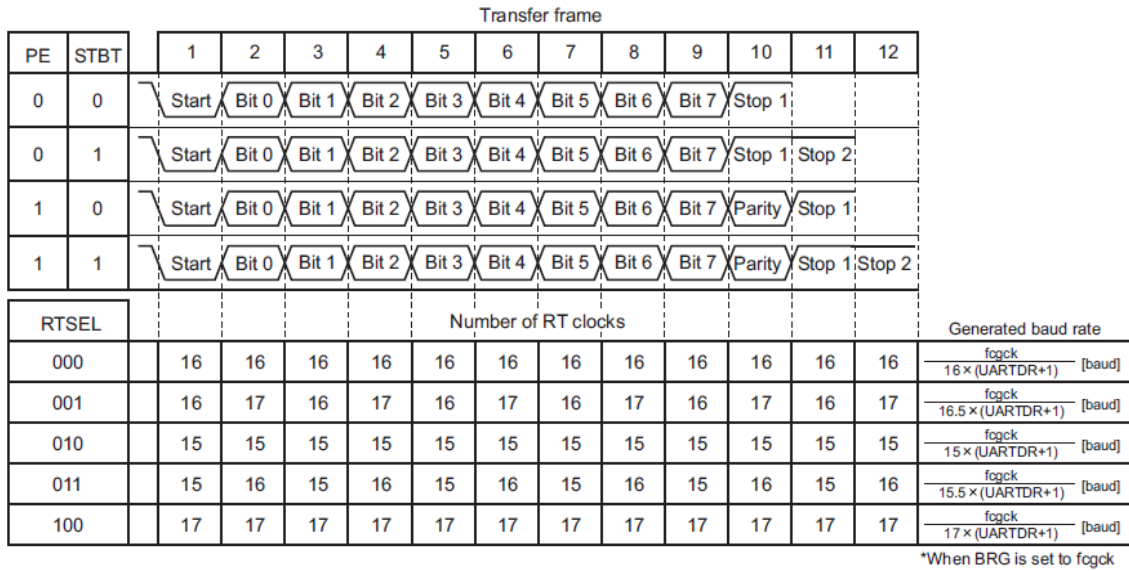 Transfer frame
PE STBT 1 2 3 4 5 6 7 8 9 10 11 12
0 0 Start Bit 0 Bit 1 Bit 2 Bit 3 Bit 4 Bit 5 Bit 6 Bit 7 Stop 1
0 1 Start Bit 0 Bit 1 Bit 2 Bit 3 Bit 4 Bit 5 Bit 6 Bit 7 Stop 1 Stop 2
1 0 Start Bit 0 Bit 1 Bit 2 Bit 3 Bit 4 Bit 5 Bit 6 Bit 7 Parity Stop 1
1 1 Start Bit 0 Bit 1 Bit 2 Bit 3 Bit 4 Bit 5 Bit 6 Bit 7 Parity Stop 1 Stop 2
RTSEL Number of RT clocks Generated baud rate
000 16 16 16 16 16 16 16 16 16 16 16 16 fcgck
16×(UARTDR+1) [baud]
001 16 17 16 17 16 17 16 17 16 17 16 17 fcgck
16.5×(UARTDR+1) [baud]
010 15 15 15 15 15 15 15 15 15 15 15 15 fcgck
15×(UARTDR+1) [baud]
011 15 16 15 16 15 16 15 16 15 16 15 16 fcgck
15.5×(UARTDR+1) [baud]
100 17 17 17 17 17 17 17 17 17 17 17 17 fcgck
17×(UARTDR+1) [baud]
*When BRG is set to fcgck